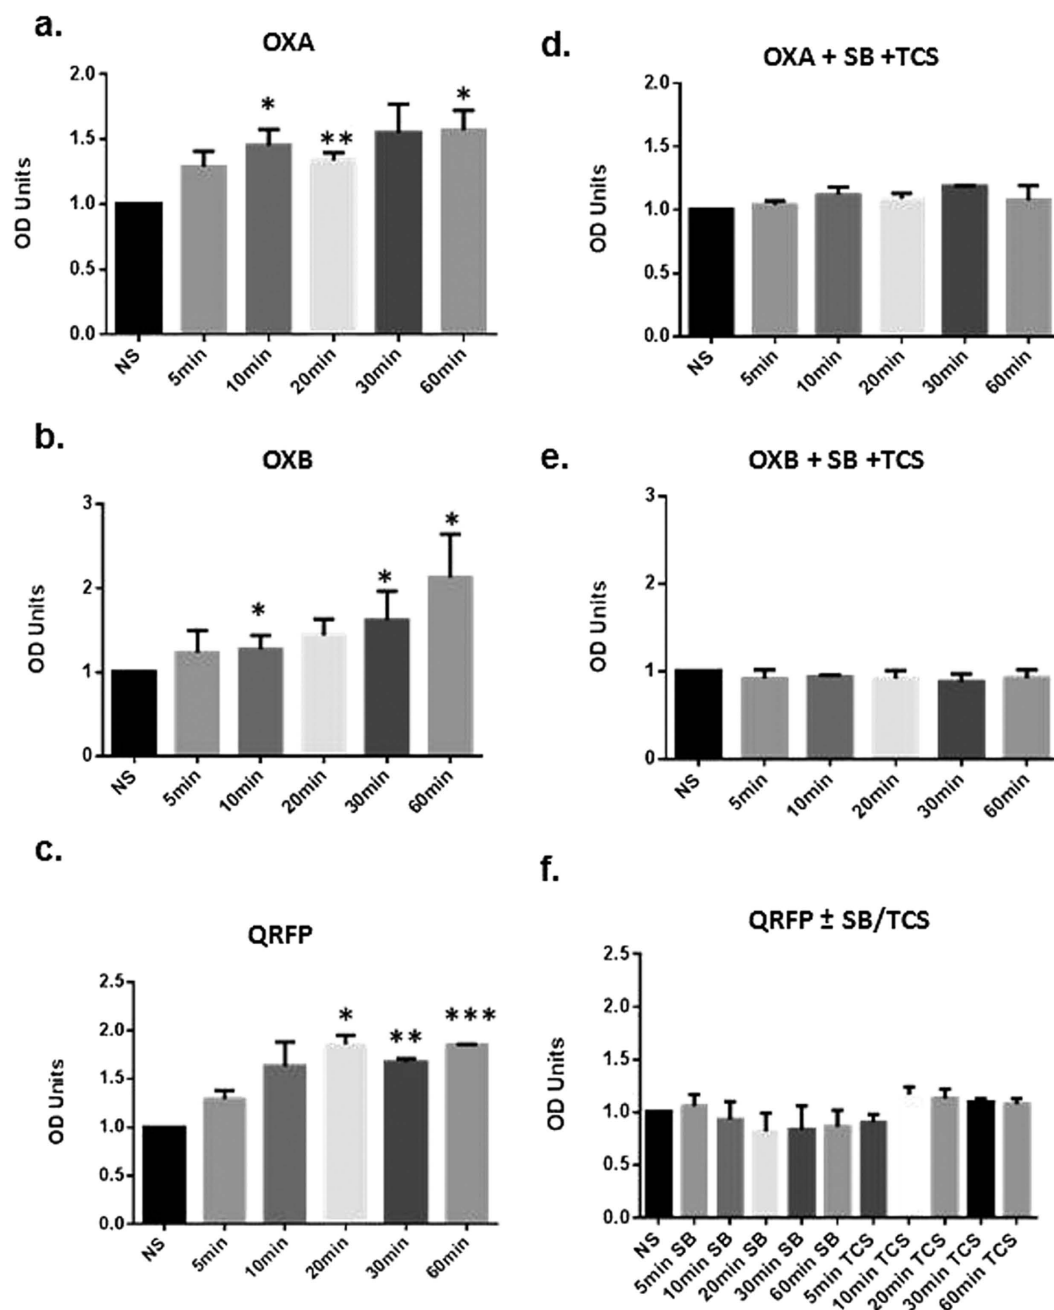 a.
OXA
OD Units
2.0
1.5
1.0
0.5
0.0
*
**
*
NS
5min
10min
20min
30min
60min
b.
OXB
OD Units
3
2
1
0
*
*
*
NS
5min
10min
20min
30min
60min
c.
QRFP
OD Units
2.5
2.0
1.5
1.0
0.5
0.0
*
**
***
NS
5min
10min
20min
30min
60min
d.
OXA + SB +TCS
OD Units
2.0
1.5
1.0
0.5
0.0
NS
5min
10min
20min
30min
60min
e.
OXB + SB +TCS
OD Units
3
2
1
0
NS
5min
10min
20min
30min
60min
f.
QRFP ± SB/TCS
OD Units
2.5
2.0
1.5
1.0
0.5
0.0
NS
5min SB
10min SB
20min SB
30min SB
60min SB
5min TCS
10min TCS
20min TCS
30min TCS
60min TCS